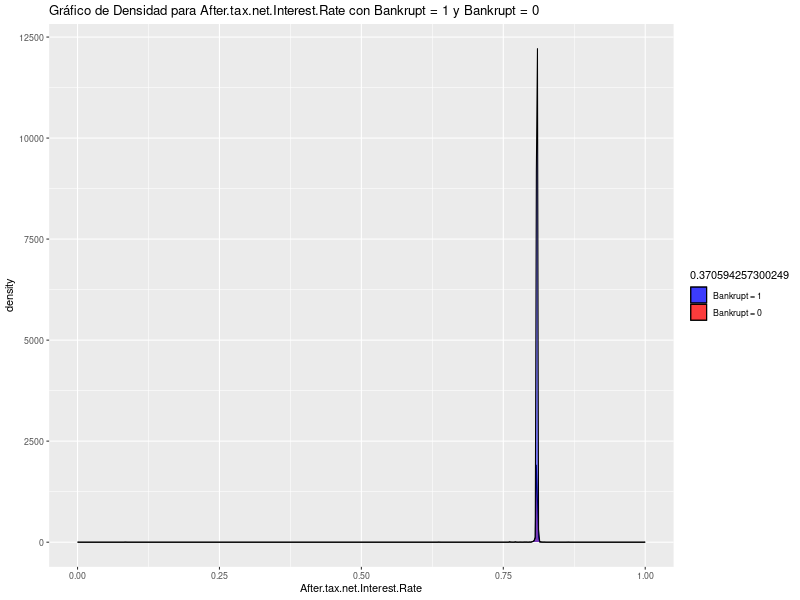 Gráfico de Densidad para After.tax.net.Interest.Rate con Bankrupt = 1 y Bankrupt = 0
12500
10000
7500
5000
2500
0
density
0.00 0.25 0.50 0.75 1.00
After.tax.net.Interest.Rate
0.370594257300249
Bankrupt = 1
Bankrupt = 0